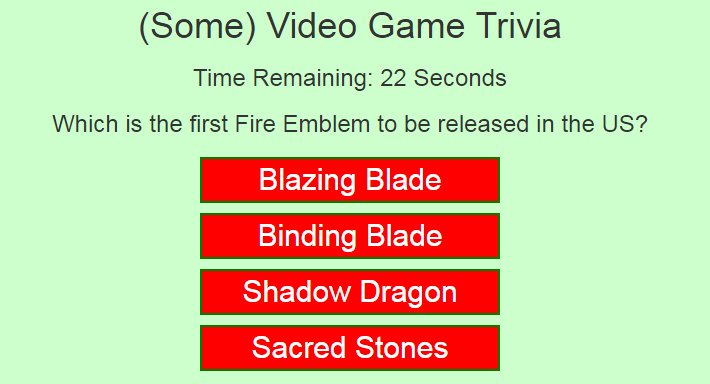 (Some) Video Game Trivia
Time Remaining: 22 Seconds
Which is the first Fire Emblem to be released in the US?
Blazing Blade
Binding Blade
Shadow Dragon
Sacred Stones